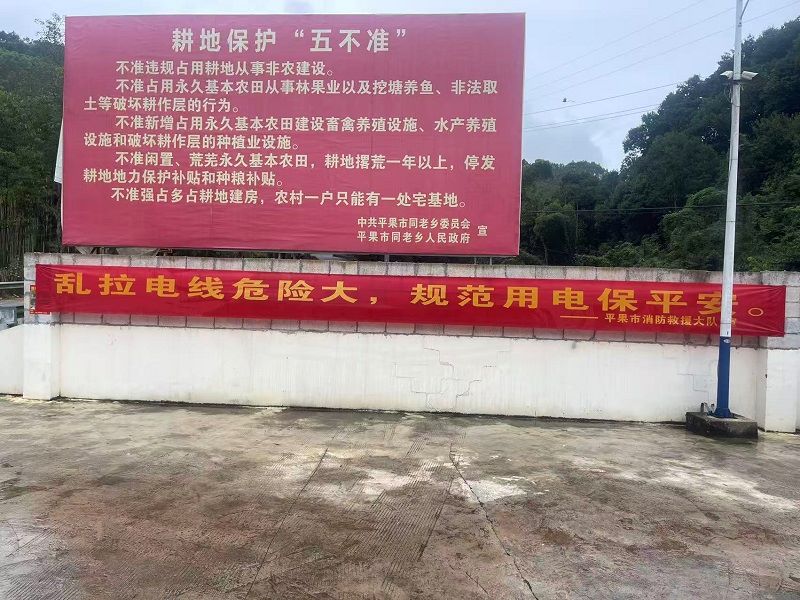 耕地保护“五不准”
不准违规占用耕地从事非农建设。
不准占用永久基本农田从事林果业以及挖塘养鱼、非法取
土等破坏耕作层的行为。
不准新增占用永久基本农田建设畜禽养殖设施、水产养殖
设施和破坏耕作层的种植业设施。
不准闲置、荒芜永久基本农田，耕地撂荒一年以上，停发
耕地地力保护补贴和种粮补贴。
不准强占多占耕地建房，农村一户只能有一处宅基地。
中共平果市同老乡委员会
平果市同老乡人民政府 宣
乱拉电线危险大，规范用电保平安。
——平果市消防救援大队